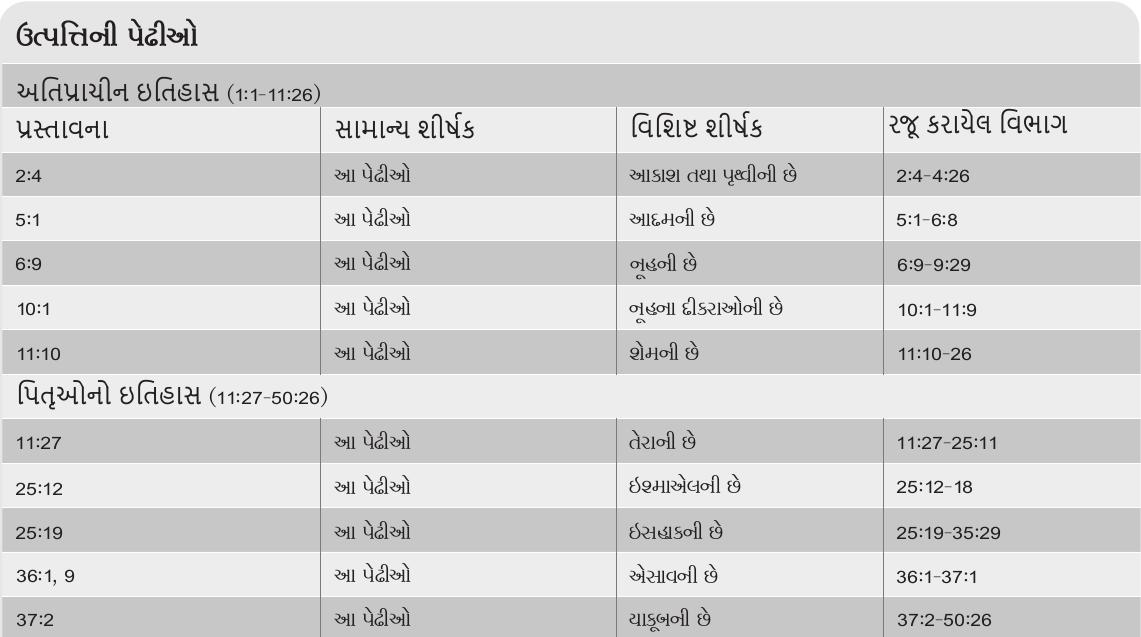 ઉત્પત્તિની પેઢીઓ
અતિપ્રાચીન ઇતિહાસ (1:1-11:26)
પ્રસ્તાવના સામાન્ય શીર્ષક વિશિષ્ટ શીર્ષક રજૂ કરાયેલ વિભાગ
2:4 આ પેઢીઓ આકાશ તથા પૃથ્વીની છે 2:4-4:26
5:1 આ પેઢીઓ આદમની છે 5:1-6:8
6:9 આ પેઢીઓ નૂહની છે 6:9-9:29
10:1 આ પેઢીઓ નૂહના દીકરાઓની છે 10:1-11:9
11:10 આ પેઢીઓ શેમની છે 11:10-26
પિતૃઓનો ઇતિહાસ (11:27-50:26)
11:27 આ પેઢીઓ તેરાની છે 11:27-25:11
25:12 આ પેઢીઓ ઇશ્માએલની છે 25:12-18
25:19 આ પેઢીઓ ઇસહાકની છે 25:19-35:29
36:1, 9 આ પેઢીઓ એસાવની છે 36:1-37:1
37:2 આ પેઢીઓ યાકૂબની છે 37:2-50:26